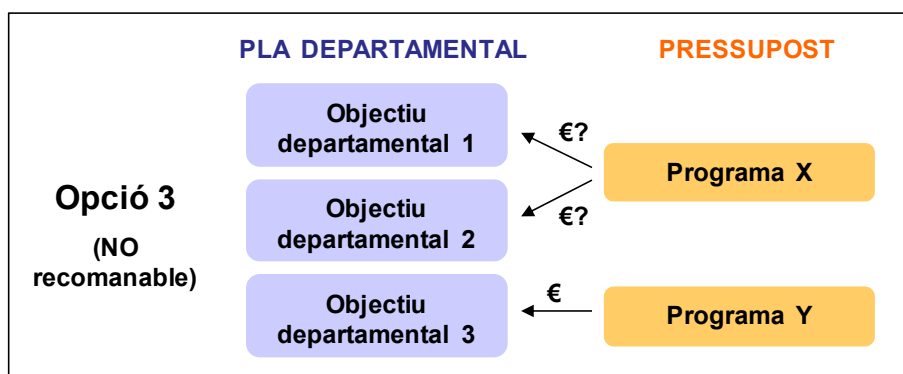 PLA DEPARTAMENTAL
PRESSUPOST
Objectiu
departamental 1
€?
Programa X
Opció 3
(NO
recomanable)
Objectiu
departamental 2
€?
Objectiu
departamental 3
€
Programa Y